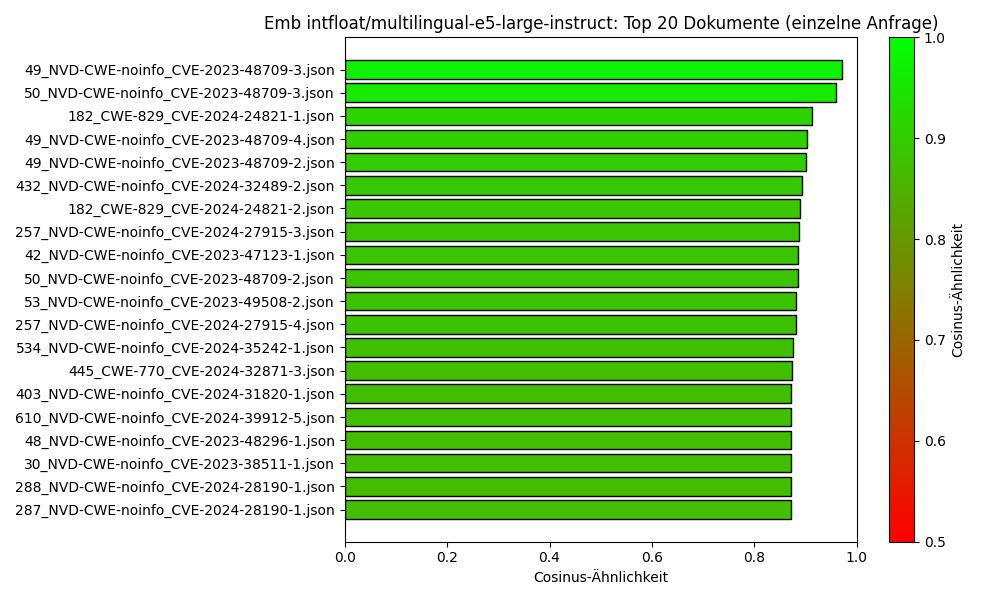 Emb intfloat/multilingual-e5-large-instruct: Top 20 Dokumente (einzelne Anfrage)
49_NVD-CWE-noinfo_CVE-2023-48709-3.json
50_NVD-CWE-noinfo_CVE-2023-48709-3.json
182_CWE-829_CVE-2024-24821-1.json
49_NVD-CWE-noinfo_CVE-2023-48709-4.json
49_NVD-CWE-noinfo_CVE-2023-48709-2.json
432_NVD-CWE-noinfo_CVE-2024-32489-2.json
182_CWE-829_CVE-2024-24821-2.json
257_NVD-CWE-noinfo_CVE-2024-27915-3.json
42_NVD-CWE-noinfo_CVE-2023-47123-1.json
50_NVD-CWE-noinfo_CVE-2023-48709-2.json
53_NVD-CWE-noinfo_CVE-2023-49508-2.json
257_NVD-CWE-noinfo_CVE-2024-27915-4.json
534_NVD-CWE-noinfo_CVE-2024-35242-1.json
445_CWE-770_CVE-2024-32871-3.json
403_NVD-CWE-noinfo_CVE-2024-31820-1.json
610_NVD-CWE-noinfo_CVE-2024-39912-5.json
48_NVD-CWE-noinfo_CVE-2023-48296-1.json
30_NVD-CWE-noinfo_CVE-2023-38511-1.json
288_NVD-CWE-noinfo_CVE-2024-28190-1.json
287_NVD-CWE-noinfo_CVE-2024-28190-1.json
0.0 0.2 0.4 0.6 0.8 1.0
Cosinus-Ähnlichkeit
1.0
0.9
0.8
0.7
0.6
0.5
Cosinus-Ähnlichkeit